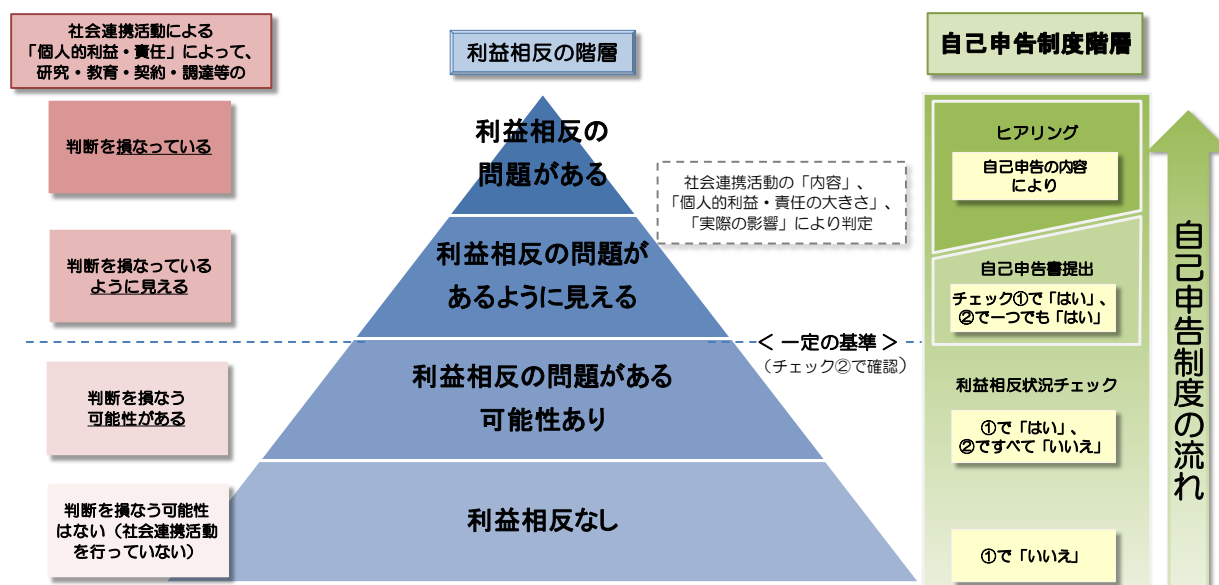 社会連携活動による
「個人的利益・責任」によって、
研究・教育・契約・調達等の
判断を損なっている
判断を損なっている
ように見える
判断を損なう
可能性がある
判断を損なう可能性
はない（社会連携活動
を行っていない）
利益相反の階層
利益相反の
問題がある
利益相反の問題が
あるように見える
利益相反の問題がある
可能性あり
利益相反なし
社会連携活動の「内容」、
「個人的利益・責任の大きさ」、
「実際の影響」により判定
＜ 一定の基準 ＞
（チェック②で確認）
自己申告制度階層
ヒアリング
自己申告の内容
により
自己申告書提出
チェック①で「はい」、
②で一つでも「はい」
利益相反状況チェック
①で「はい」、
②ですべて「いいえ」
①で「いいえ」
自己申告制度の流れ